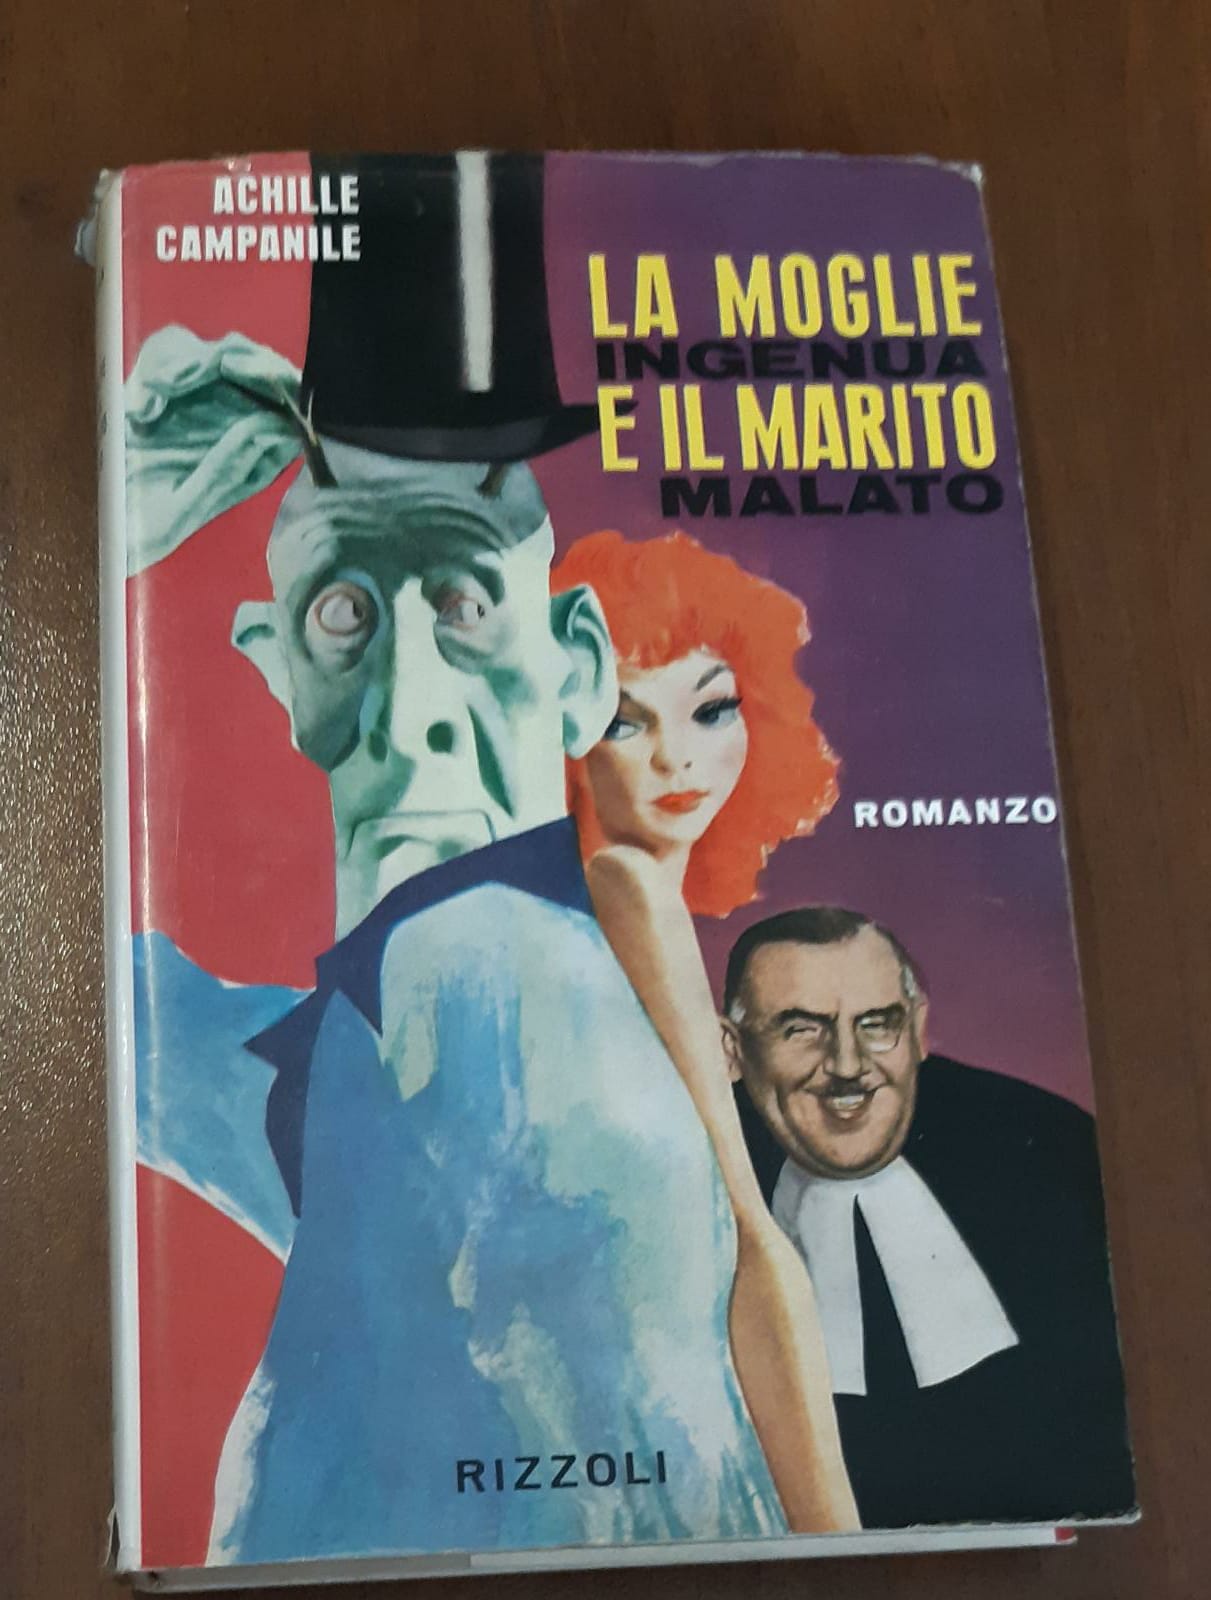 ACHILLE
CAMPANILE
LA MOGLIE
INGENUA
E IL MARITO
MALATO
ROMANZO
RIZZOLI